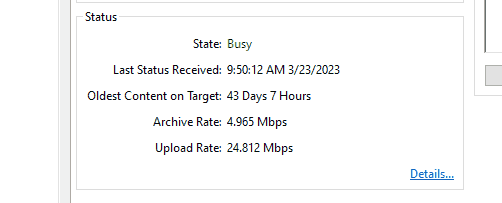 Status
State: Busy
Last Status Received: 9:50:12 AM 3/23/2023
Oldest Content on Target: 43 Days 7 Hours
Archive Rate: 4.965 Mbps
Upload Rate: 24.812 Mbps
Details...